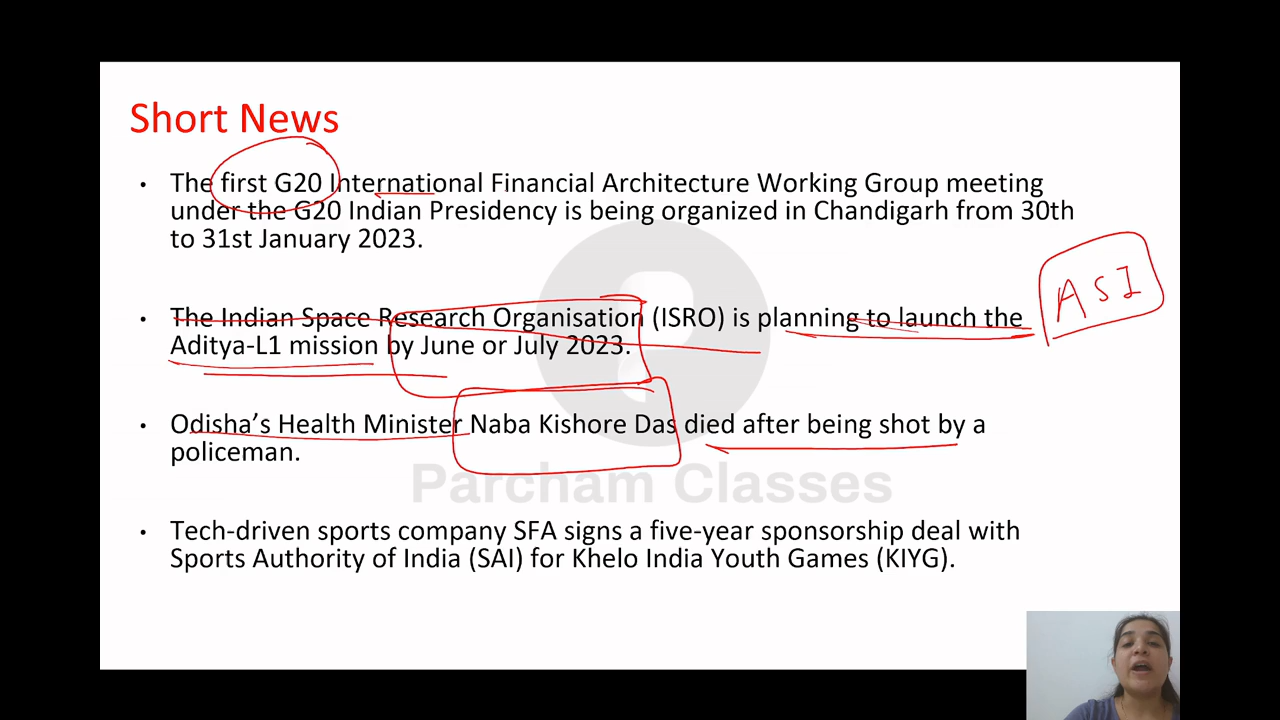 Short News
• The first G20 International Financial Architecture Working Group meeting
under the G20 Indian Presidency is being organized in Chandigarh from 30th
to 31st January 2023.
• The Indian Space Research Organisation (ISRO) is planning to launch the
Aditya-L1 mission by June or July 2023.
ASI
• Odisha’s Health Minister Naba Kishore Das died after being shot by a
policeman.
Parcham Classes
• Tech-driven sports company SFA signs a five-year sponsorship deal with
Sports Authority of India (SAI) for Khelo India Youth Games (KIYG).